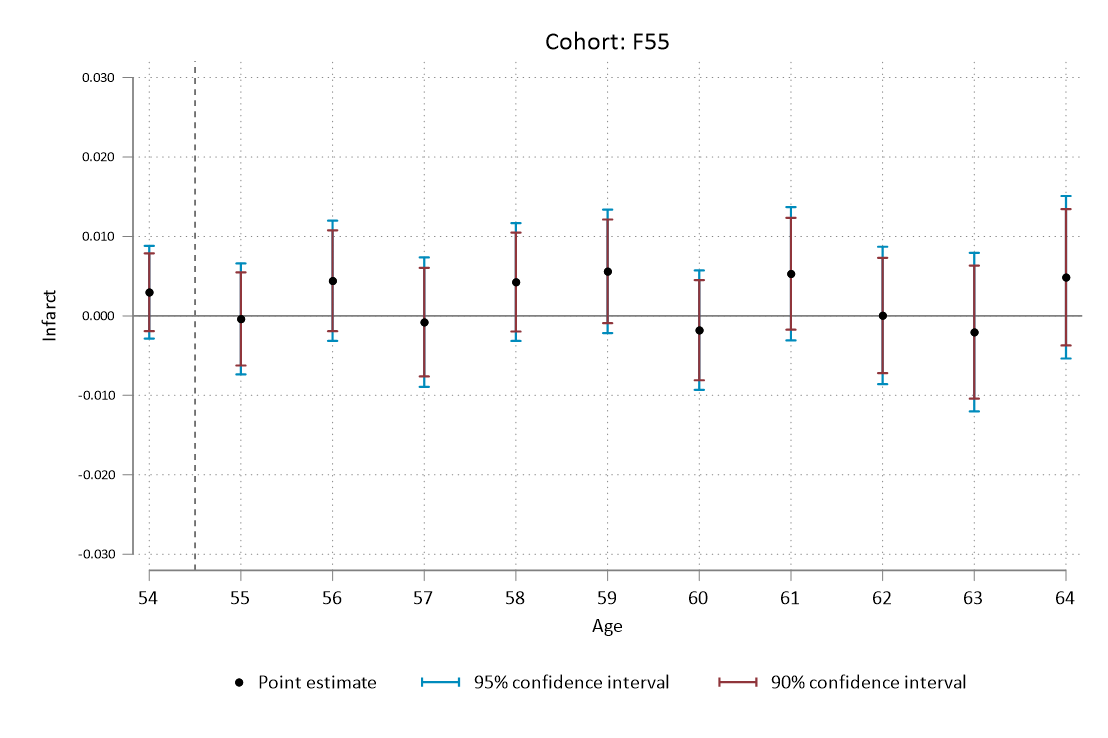 Cohort: F55
0.030
0.020
0.010
0.000
-0.010
-0.020
-0.030
Infarct
54 55 56 57 58 59 60 61 62 63 64
Age
Point estimate 95% confidence interval 90% confidence interval